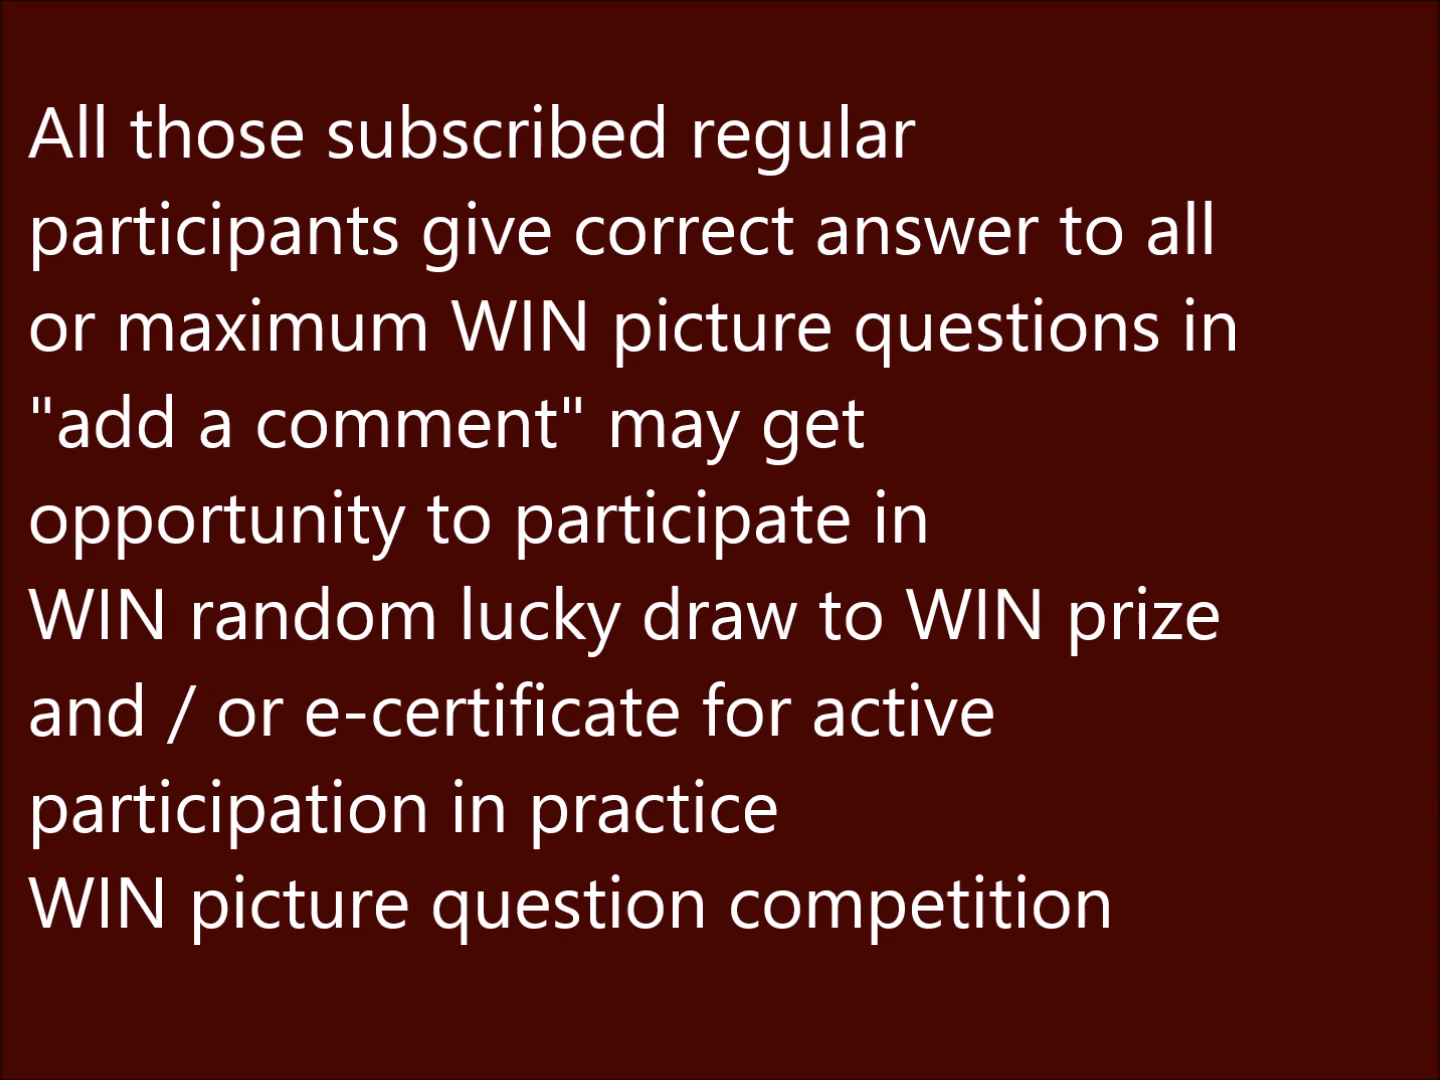 All those subscribed regular
participants give correct answer to all
or maximum WIN picture questions in
"add a comment" may get
opportunity to participate in
WIN random lucky draw to WIN prize
and / or e-certificate for active
participation in practice
WIN picture question competition